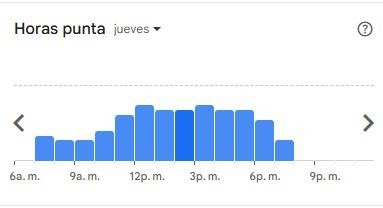 Horas punta jueves
6a. m. 9a. m. 12p. m. 3p. m. 6p. m. 9p. m.